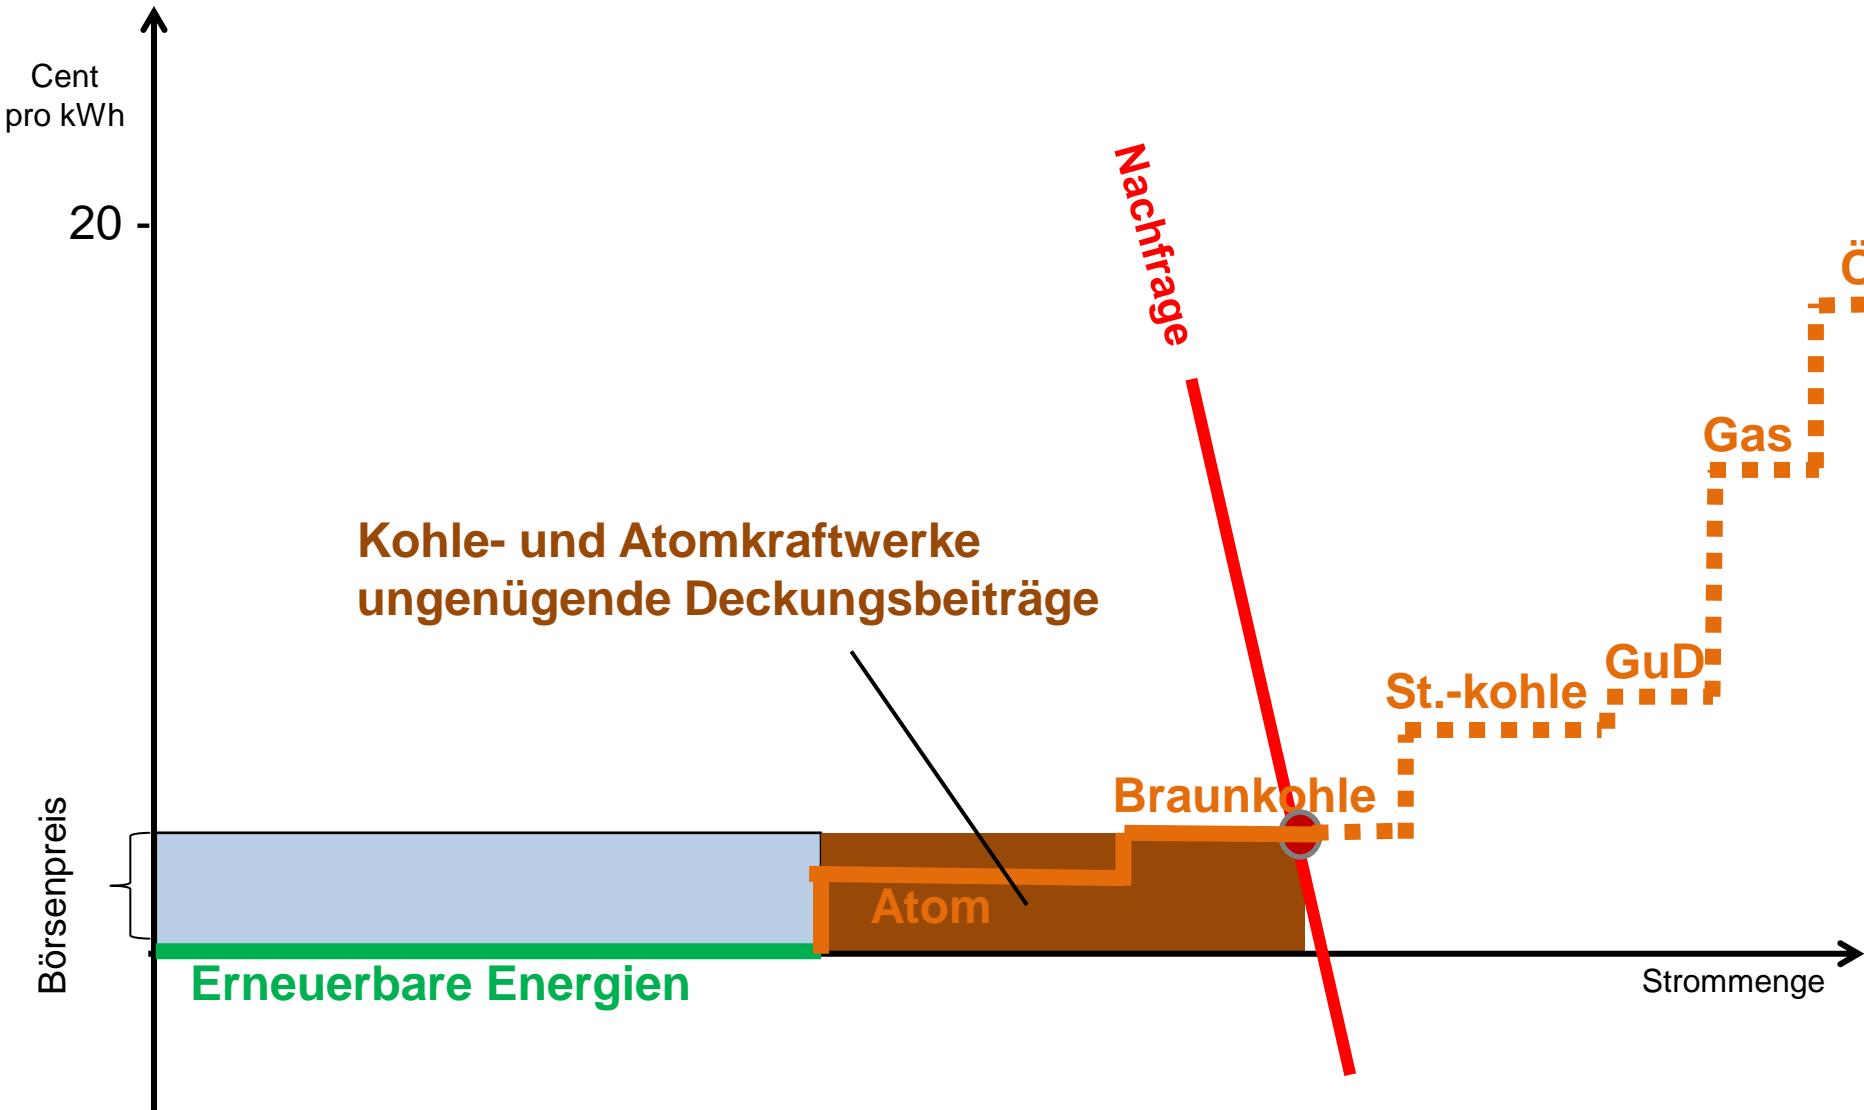 Cent
pro kWh
20 -
Nachfrage
Ö
Gas
Kohle- und Atomkraftwerke
ungenügende Deckungsbeiträge
GuD
St.-kohle
Braunkohle
Börsenpreis
Atom
Erneuerbare Energien
Strommenge